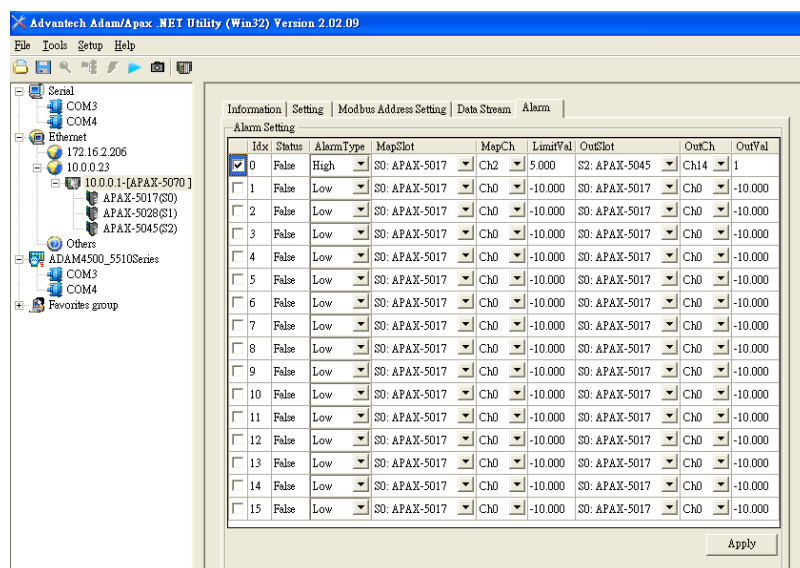 Advantech Adam/Apax .NET Utility (Win32) Version 2.02.09
File Tools Setup Help
Serial
COM3
COM4
Ethernet
172.16.2.206
10.0.0.23
10.0.0.1-[APAX-5070 ]
APAX-5017(S0)
APAX-5028(S1)
APAX-5045(S2)
Others
ADAM4500_5510Series
COM3
COM4
Favorites group
Information Setting Modbus Address Setting Data Stream Alarm
Alarm Setting
Idx Status AlarmType MapSlot MapCh LimitVal OutSlot OutCh OutVal
0 False High S0: APAX-5017 Ch2 5.000 S2: APAX-5045 Ch14 1
1 False Low S0: APAX-5017 Ch0 -10.000 S0: APAX-5017 Ch0 -10.000
2 False Low S0: APAX-5017 Ch0 -10.000 S0: APAX-5017 Ch0 -10.000
3 False Low S0: APAX-5017 Ch0 -10.000 S0: APAX-5017 Ch0 -10.000
4 False Low S0: APAX-5017 Ch0 -10.000 S0: APAX-5017 Ch0 -10.000
5 False Low S0: APAX-5017 Ch0 -10.000 S0: APAX-5017 Ch0 -10.000
6 False Low S0: APAX-5017 Ch0 -10.000 S0: APAX-5017 Ch0 -10.000
7 False Low S0: APAX-5017 Ch0 -10.000 S0: APAX-5017 Ch0 -10.000
8 False Low S0: APAX-5017 Ch0 -10.000 S0: APAX-5017 Ch0 -10.000
9 False Low S0: APAX-5017 Ch0 -10.000 S0: APAX-5017 Ch0 -10.000
10 False Low S0: APAX-5017 Ch0 -10.000 S0: APAX-5017 Ch0 -10.000
11 False Low S0: APAX-5017 Ch0 -10.000 S0: APAX-5017 Ch0 -10.000
12 False Low S0: APAX-5017 Ch0 -10.000 S0: APAX-5017 Ch0 -10.000
13 False Low S0: APAX-5017 Ch0 -10.000 S0: APAX-5017 Ch0 -10.000
14 False Low S0: APAX-5017 Ch0 -10.000 S0: APAX-5017 Ch0 -10.000
15 False Low S0: APAX-5017 Ch0 -10.000 S0: APAX-5017 Ch0 -10.000
Apply